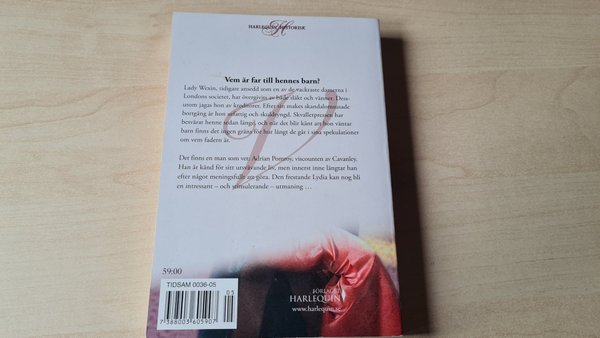 HARLEQUIN HISTORISK
Vem är far till hennes barn?
Lady Wexin, tidigare ansedd som en av de vackraste damerna i
Londons societet, har övergivits av både släkt och vänner. Dess-
utom jagas hon av kreditorer. Efter sin makes skandalomsusade
bortgång är hon utfattig och skuldtyngd. Skvallerpressen har
besvärat henne sedan länge, och när det blir känt att hon väntar
barn finns det ingen gräns för hur långt de går i sina spekulationer
om vem fadern är.
Det finns en man som vet: Adrian Pomroy, viscounten av Cavanley.
Han är känd för sitt utsvävande liv, men innerst inne längtar han
efter något meningsfullt att göra. Den frestande Lydia kan nog bli
en intressant – och stimulerande – utmaning …
59:00
TIDSAM 0036-05
05
7388003605907
FÖRLAGET
HARLEQUIN
www.harlequin.se